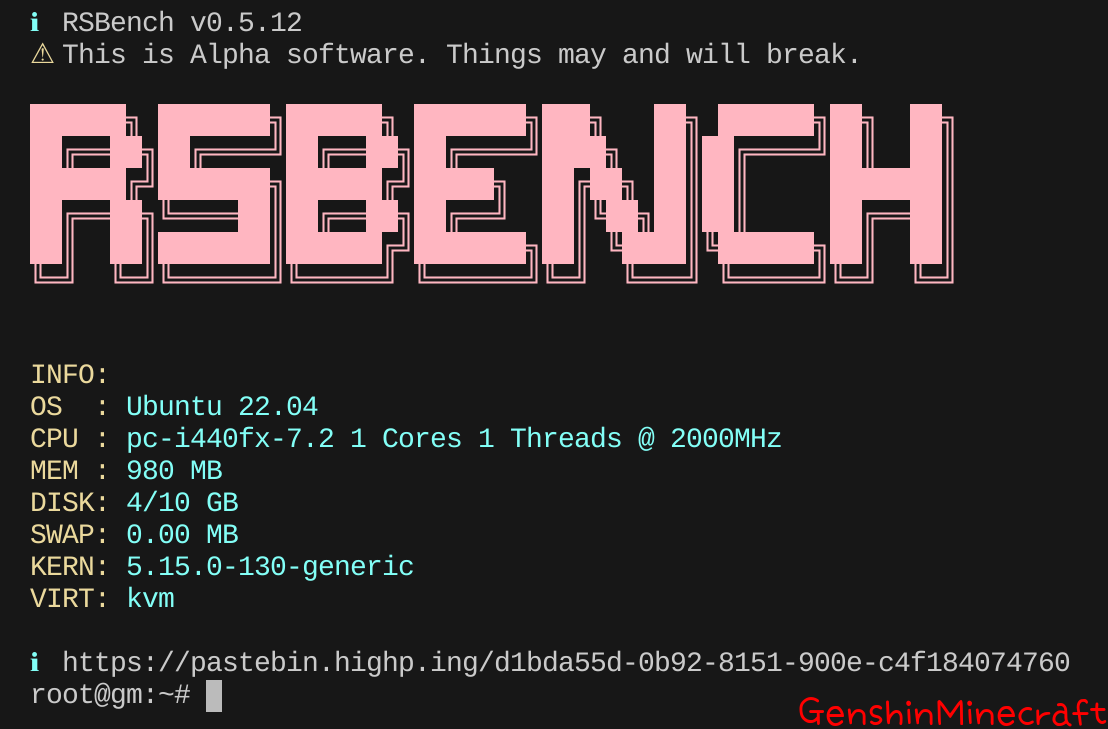 ℹ RSBench v0.5.12
⚠ This is Alpha software. Things may and will break.
RSBENCH
INFO:
OS  : Ubuntu 22.04
CPU : pc-i440fx-7.2 1 Cores 1 Threads @ 2000MHz
MEM : 980 MB
DISK: 4/10 GB
SWAP: 0.00 MB
KERN: 5.15.0-130-generic
VIRT: kvm
ℹ https://pastebin.highp.ing/d1bda55d-0b92-8151-900e-c4f184074760
root@gm:~#
GenshinMinecraft